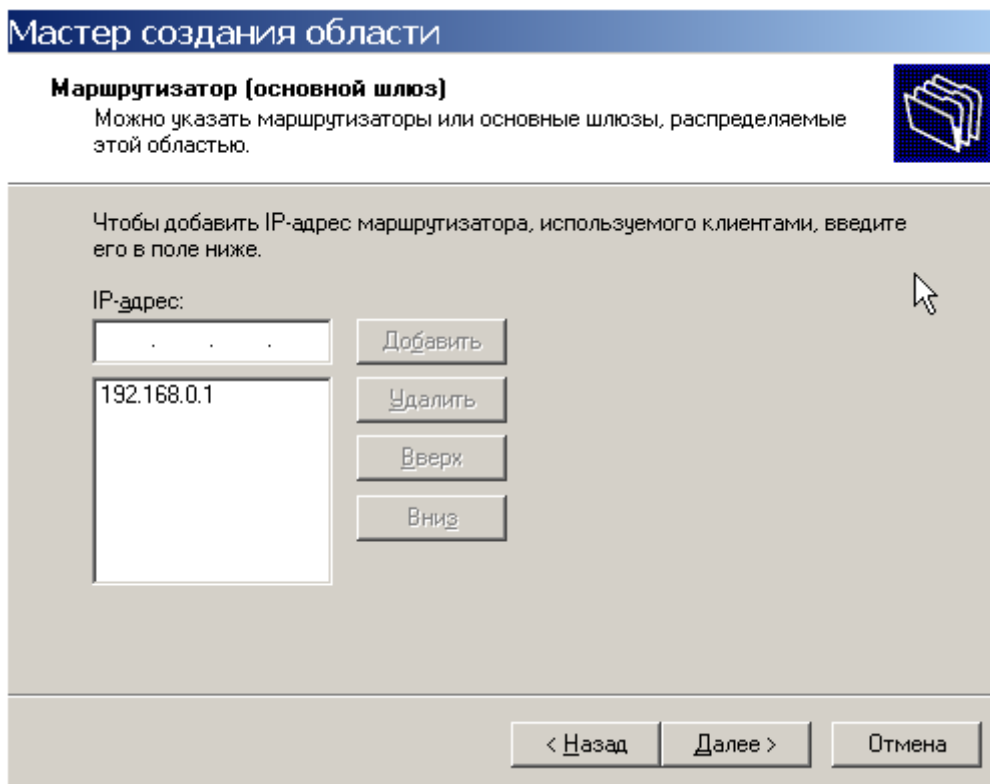 Мастер создания области
Маршрутизатор (основной шлюз)
Можно указать маршрутизаторы или основные шлюзы, распределяемые
этой областью.
Чтобы добавить IP-адрес маршрутизатора, используемого клиентами, введите
его в поле ниже.
IP-адрес:
. . . Добавить
192.168.0.1 Удалить
Вверх
Вниз
< Назад Далее > Отмена